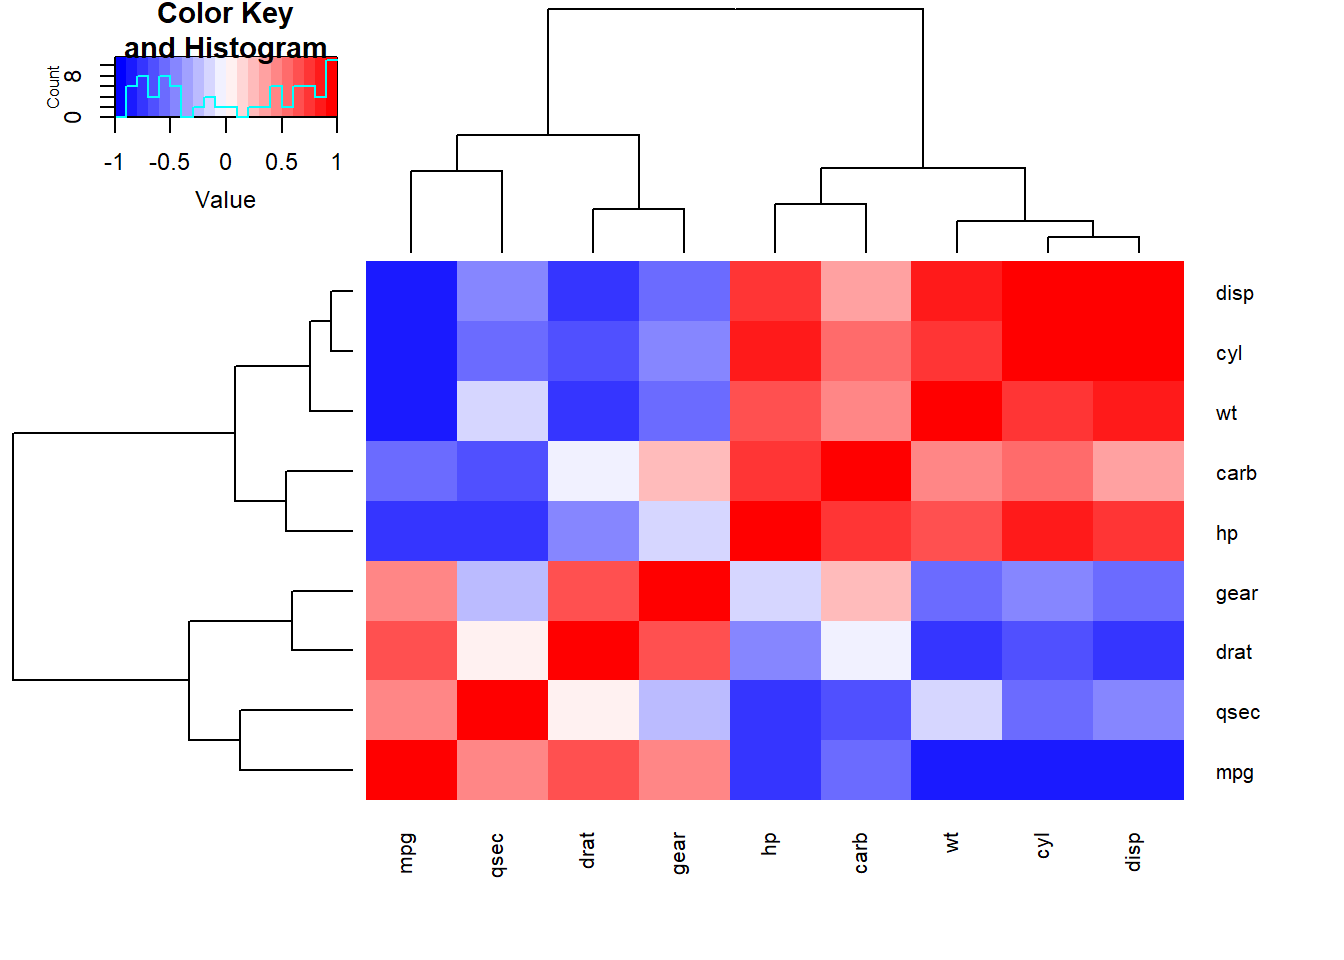 Color Key
and Histogram
Count
0 8
-1 -0.5 0 0.5 1
Value
disp
cyl
wt
carb
hp
gear
drat
qsec
mpg
mpg qsec drat gear hp carb wt cyl disp